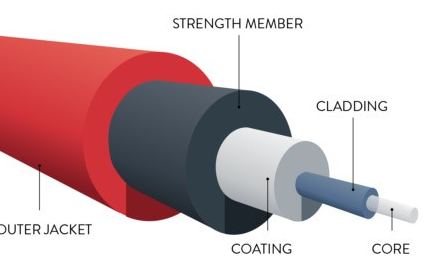 STRENGTH MEMBER
CLADDING
OUTER JACKET
COATING
CORE